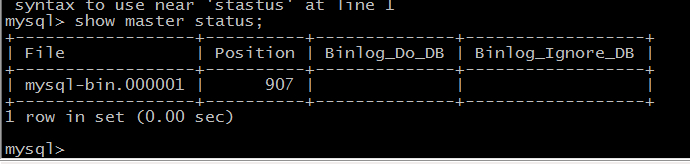 syntax to use near 'stastus' at line 1
mysql> show master status;
+------------------+----------+--------------+------------------+
| File             | Position | Binlog_Do_DB | Binlog_Ignore_DB |
+------------------+----------+--------------+------------------+
| mysql-bin.000001 |      907 |              |                  |
+------------------+----------+--------------+------------------+
1 row in set (0.00 sec)
mysql>